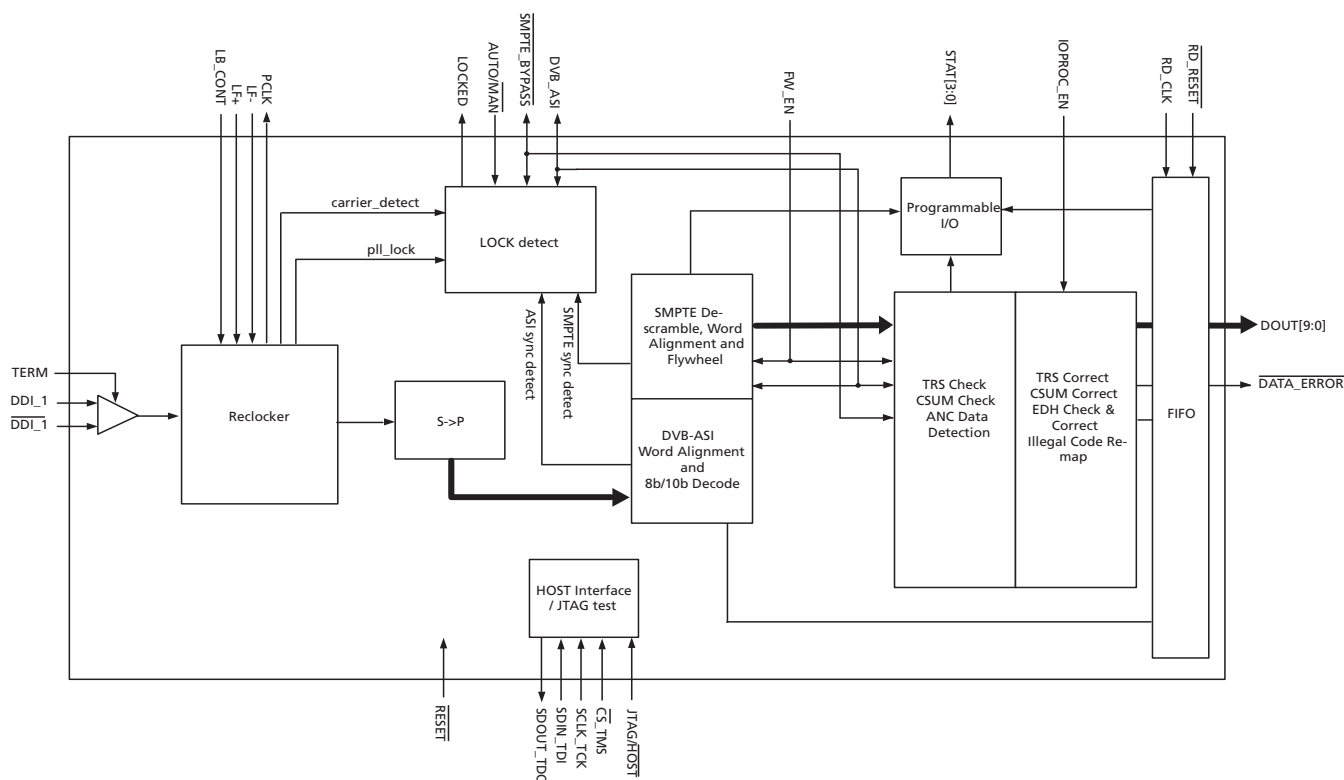 LB_CONT
LF+
LF-
PCLK
LOCKED
AUTO/MAN
SMPTE_BYPASS
DVB_ASI
FW_EN
STAT[3:0]
IOPROC_EN
RD_CLK
RD_RESET
carrier_detect
pll_lock
LOCK detect
Programmable
I/O
ASI sync detect
SMPTE sync detect
SMPTE De-
scramble, Word
Alignment and
Flywheel
DOUT[9:0]
TERM
DDI_1
DDI_1
Reclocker
S->P
DVB-ASI
Word Alignment
and
8b/10b Decode
TRS Check
CSUM Check
ANC Data
Detection
TRS Correct
CSUM Correct
EDH Check &
Correct
Illegal Code Re-
map
FIFO
DATA_ERROR
HOST Interface
/ JTAG test
RESET
SDOUT_TDO
SDIN_TDI
SCLK_TCK
CS_TMS
JTAG/HOST